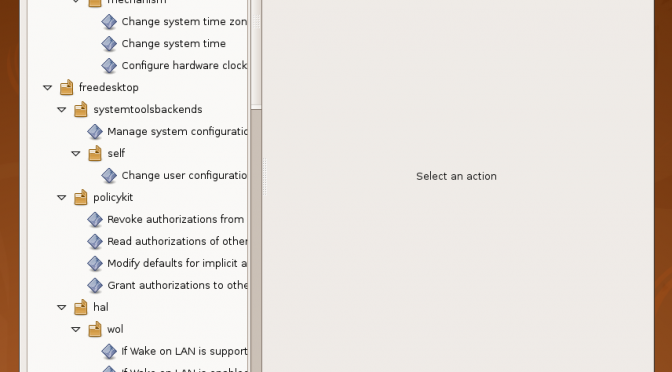 mechanism
Change system time zon
Change system time
Configure hardware clock
freedesktop
systemtoolsbackends
Manage system configuratio
self
Change user configuratio
policykit
Revoke authorizations from
Read authorizations of other
Modify defaults for implicit a
Grant authorizations to othe
hal
wol
If Wake on LAN is support
If Wake on LAN is enable
Select an action